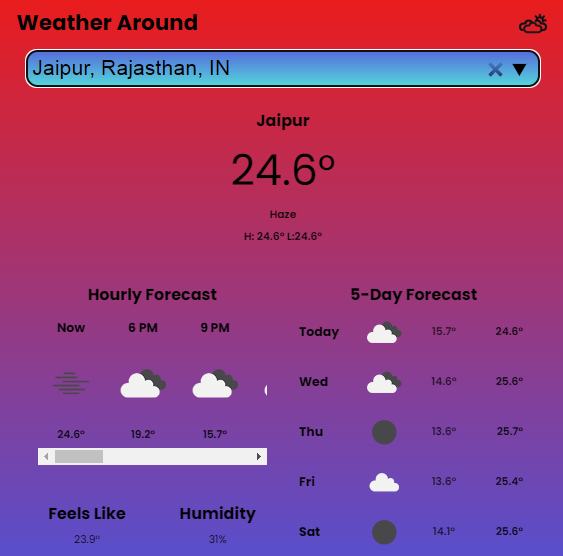 Weather Around
Jaipur, Rajasthan, IN
Jaipur
24.6°
Haze
H: 24.6° L:24.6°
Hourly Forecast
Now 6 PM 9 PM
24.6° 19.2° 15.7°
Feels Like Humidity
23.9° 31%
5-Day Forecast
Today 15.7° 24.6°
Wed 14.6° 25.6°
Thu 13.6° 25.7°
Fri 13.6° 25.4°
Sat 14.1° 25.6°